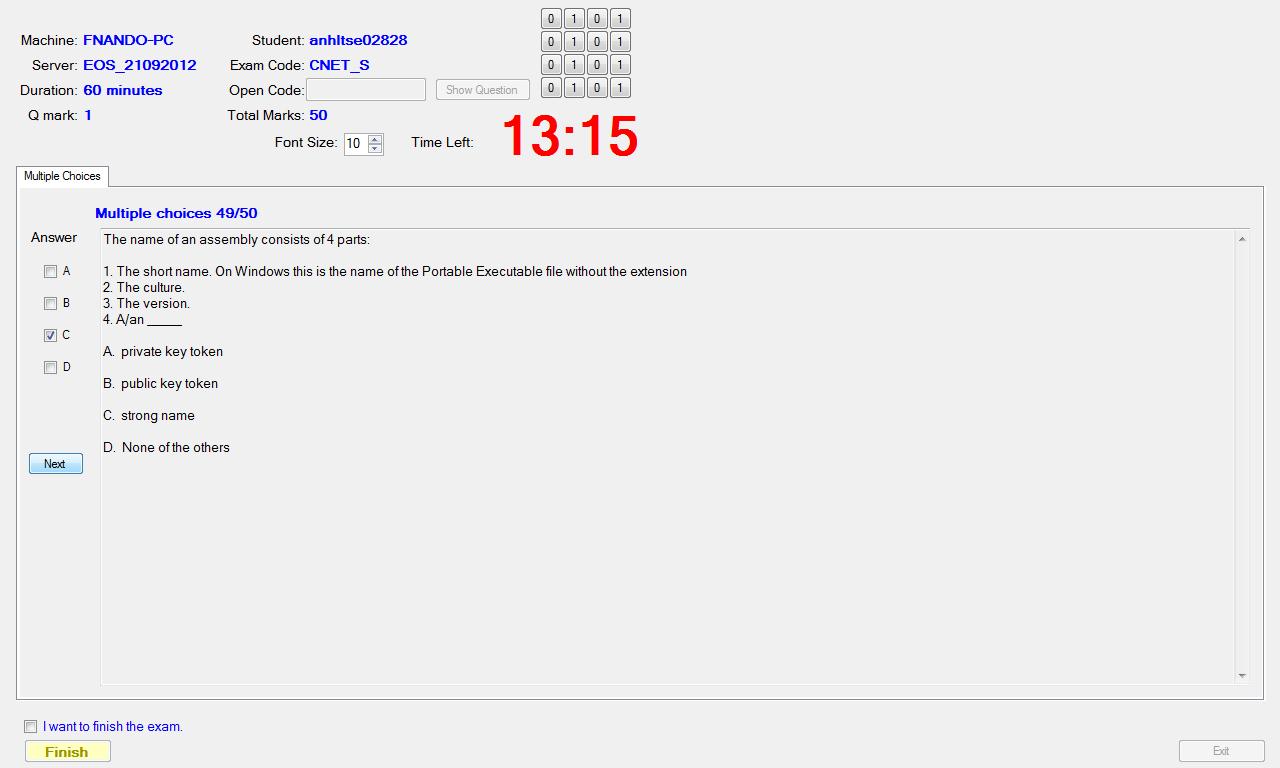 Machine: FNANDO-PC
Student: anhltse02828
Server: EOS_21092012
Exam Code: CNET_S
Duration: 60 minutes
Open Code:
Show Question
Q mark: 1
Total Marks: 50
Font Size: 10
Time Left: 13:15
0 1 0 1
0 1 0 1
0 1 0 1
0 1 0 1
Multiple Choices
Multiple choices 49/50
Answer
A
B
C
D
Next
The name of an assembly consists of 4 parts:
1. The short name. On Windows this is the name of the Portable Executable file without the extension
2. The culture.
3. The version.
4. A/an _____
A. private key token
B. public key token
C. strong name
D. None of the others
I want to finish the exam.
Finish
Exit